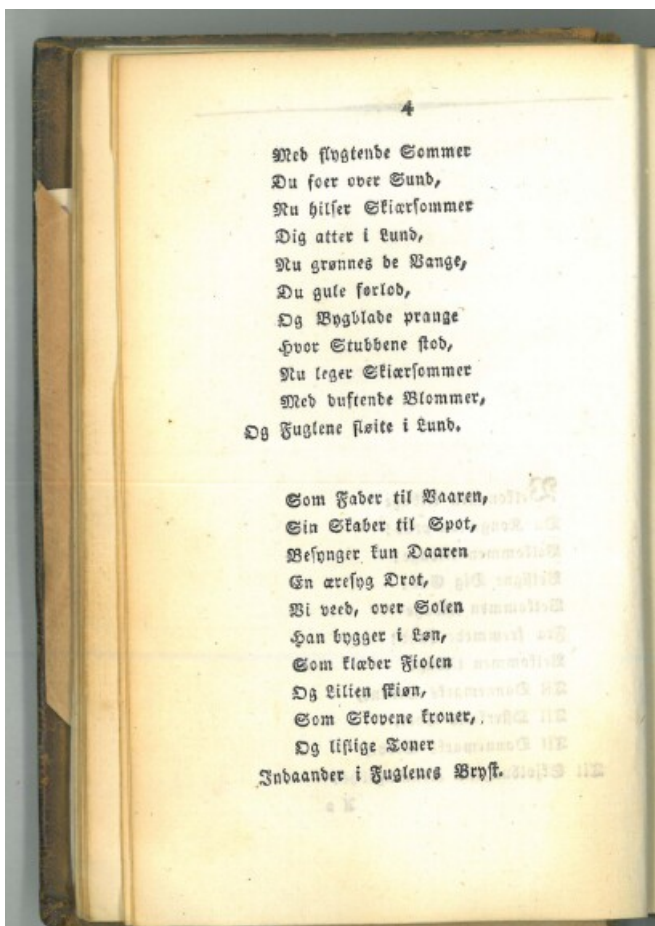 4
Med flygtende Sommer
Du foer over Sund,
Nu hilser Skiærsommer
Dig atter i Lund,
Nu grønnes de Vange,
Du gule forlod,
Og Bygblade prange
Hvor Stubbene stod,
Nu leger Skiærsommer
Med duftende Blommer,
Og Fuglene fløite i Lund.
Som Fader til Vaaren,
Sin Skaber til Spot,
Besynger kun Daaren
En æresyg Drot,
Vi veed, over Solen
Han bygger i Løn,
Som klæder Fiolen
Og Lilien skiøn,
Som Skovene kroner,
Og liflige Toner
Indaander i Fuglenes Bryst.